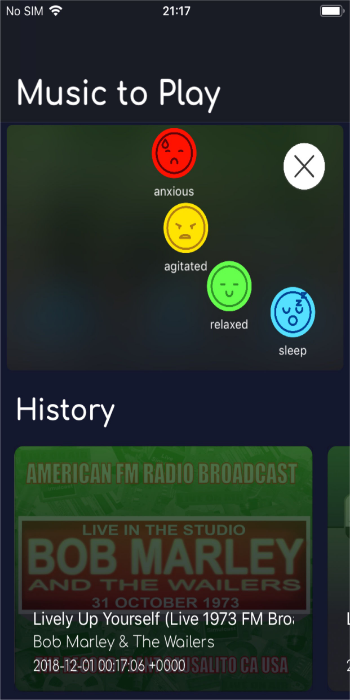 No SIM 21:17
Music to Play
anxious
agitated
relaxed
z z
sleep
History
AMERICAN FM RADIO BROADCAST
LIVE IN THE STUDIO
BOB MARLEY
AND THE WAILERS
31 OCTOBER 1973
Lively Up Yourself (Live 1973 FM Broa
Bob Marley & The Wailers
2018-12-01 00:17:06 +0000
CA USA
L
2